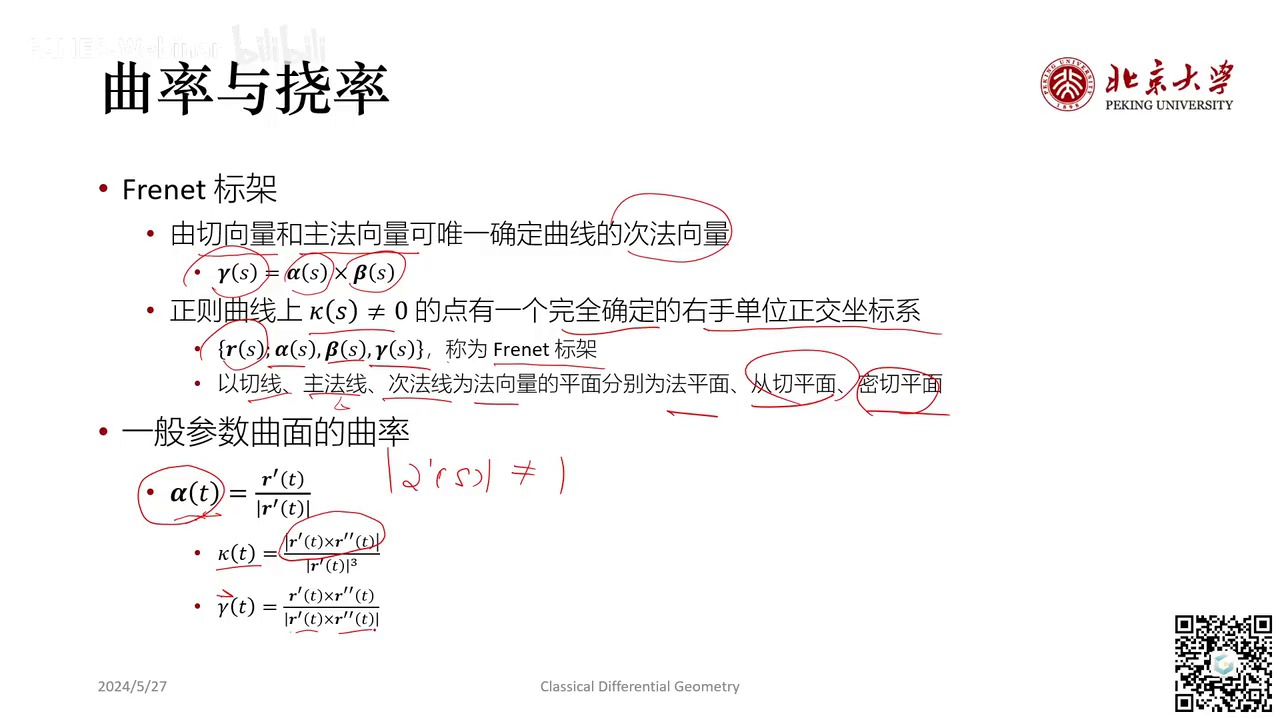 bilibili
曲率与挠率
北京大学
PEKING UNIVERSITY
• Frenet 标架
• 由切向量和主法向量可唯一确定曲线的次法向量
• γ(s) = α(s) × β(s)
• 正则曲线上 κ(s) ≠ 0 的点有一个完全确定的右手单位正交坐标系
• {r(s); α(s), β(s), γ(s)}，称为 Frenet 标架
• 以切线、主法线、次法线为法向量的平面分别为法平面、从切平面、密切平面
• 一般参数曲面的曲率
• α(t) = r′(t) / |r′(t)|
• κ(t) = |r′(t)×r′′(t)| / |r′(t)|³
• γ(t) = r′(t)×r′′(t) / |r′(t)×r′′(t)|
2024/5/27
Classical Differential Geometry